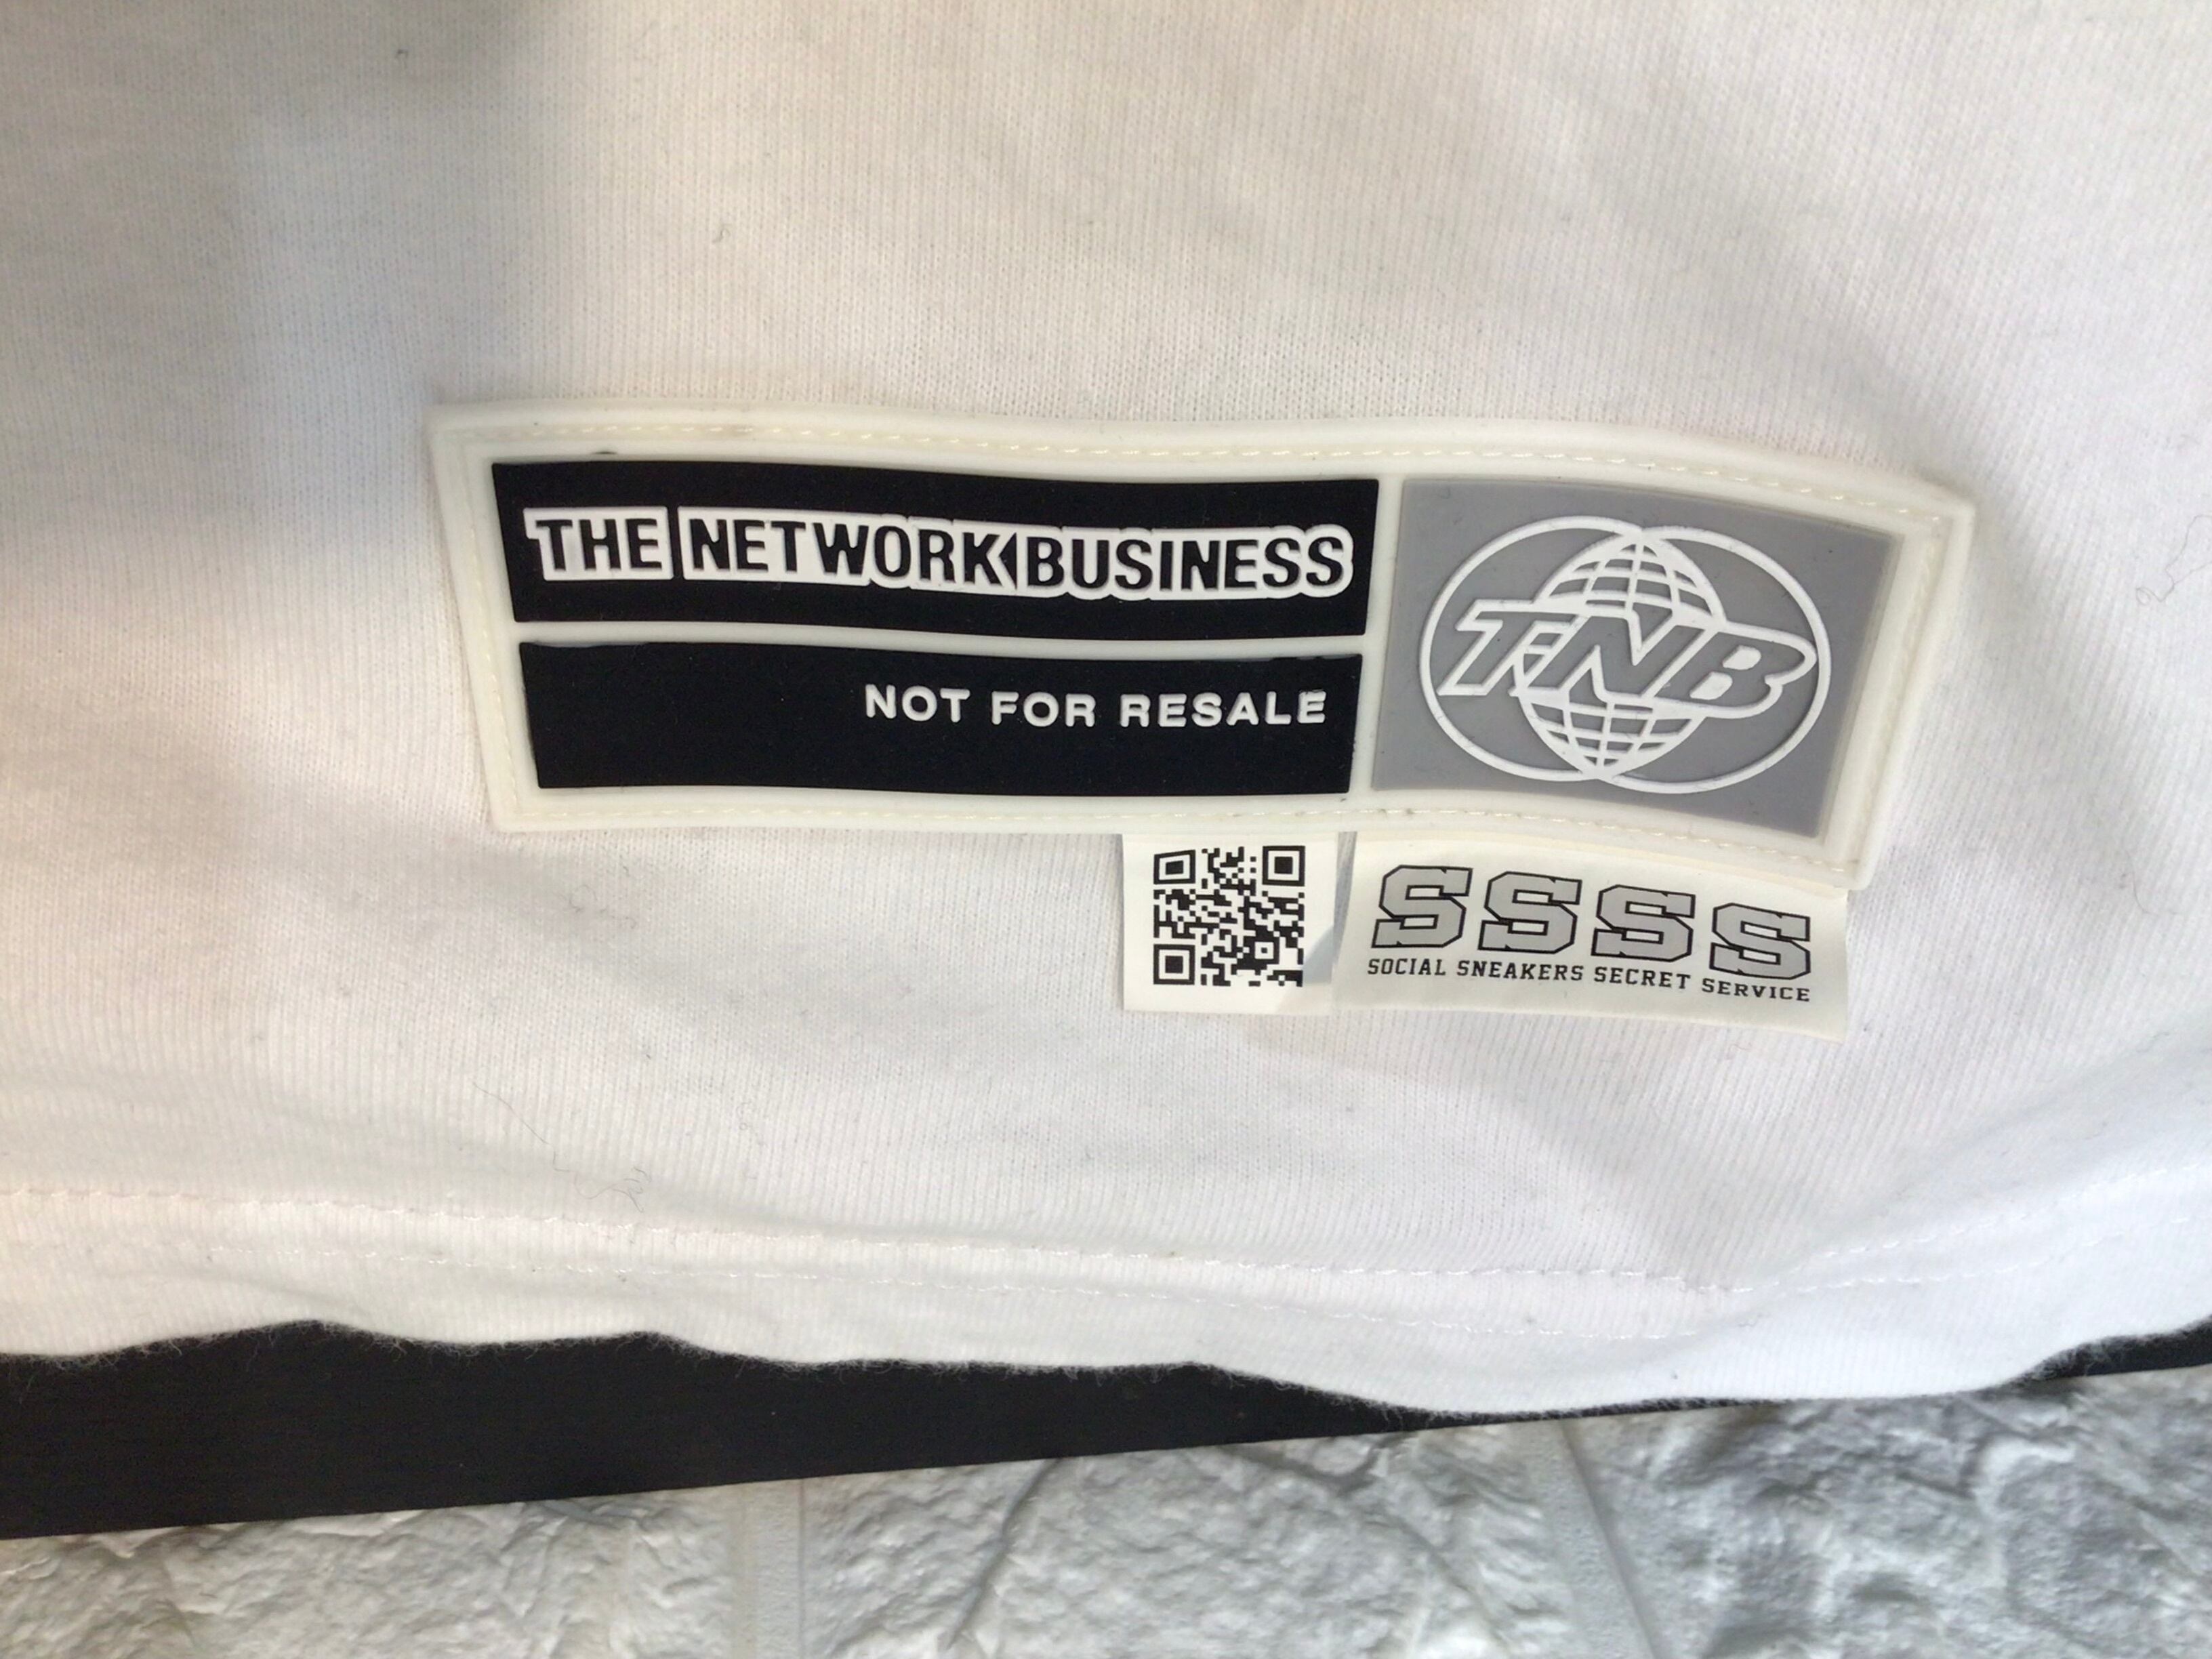 THE NETWORK BUSINESS
NOT FOR RESALE
TNB
SSSS
SOCIAL SNEAKERS SECRET SERVICE